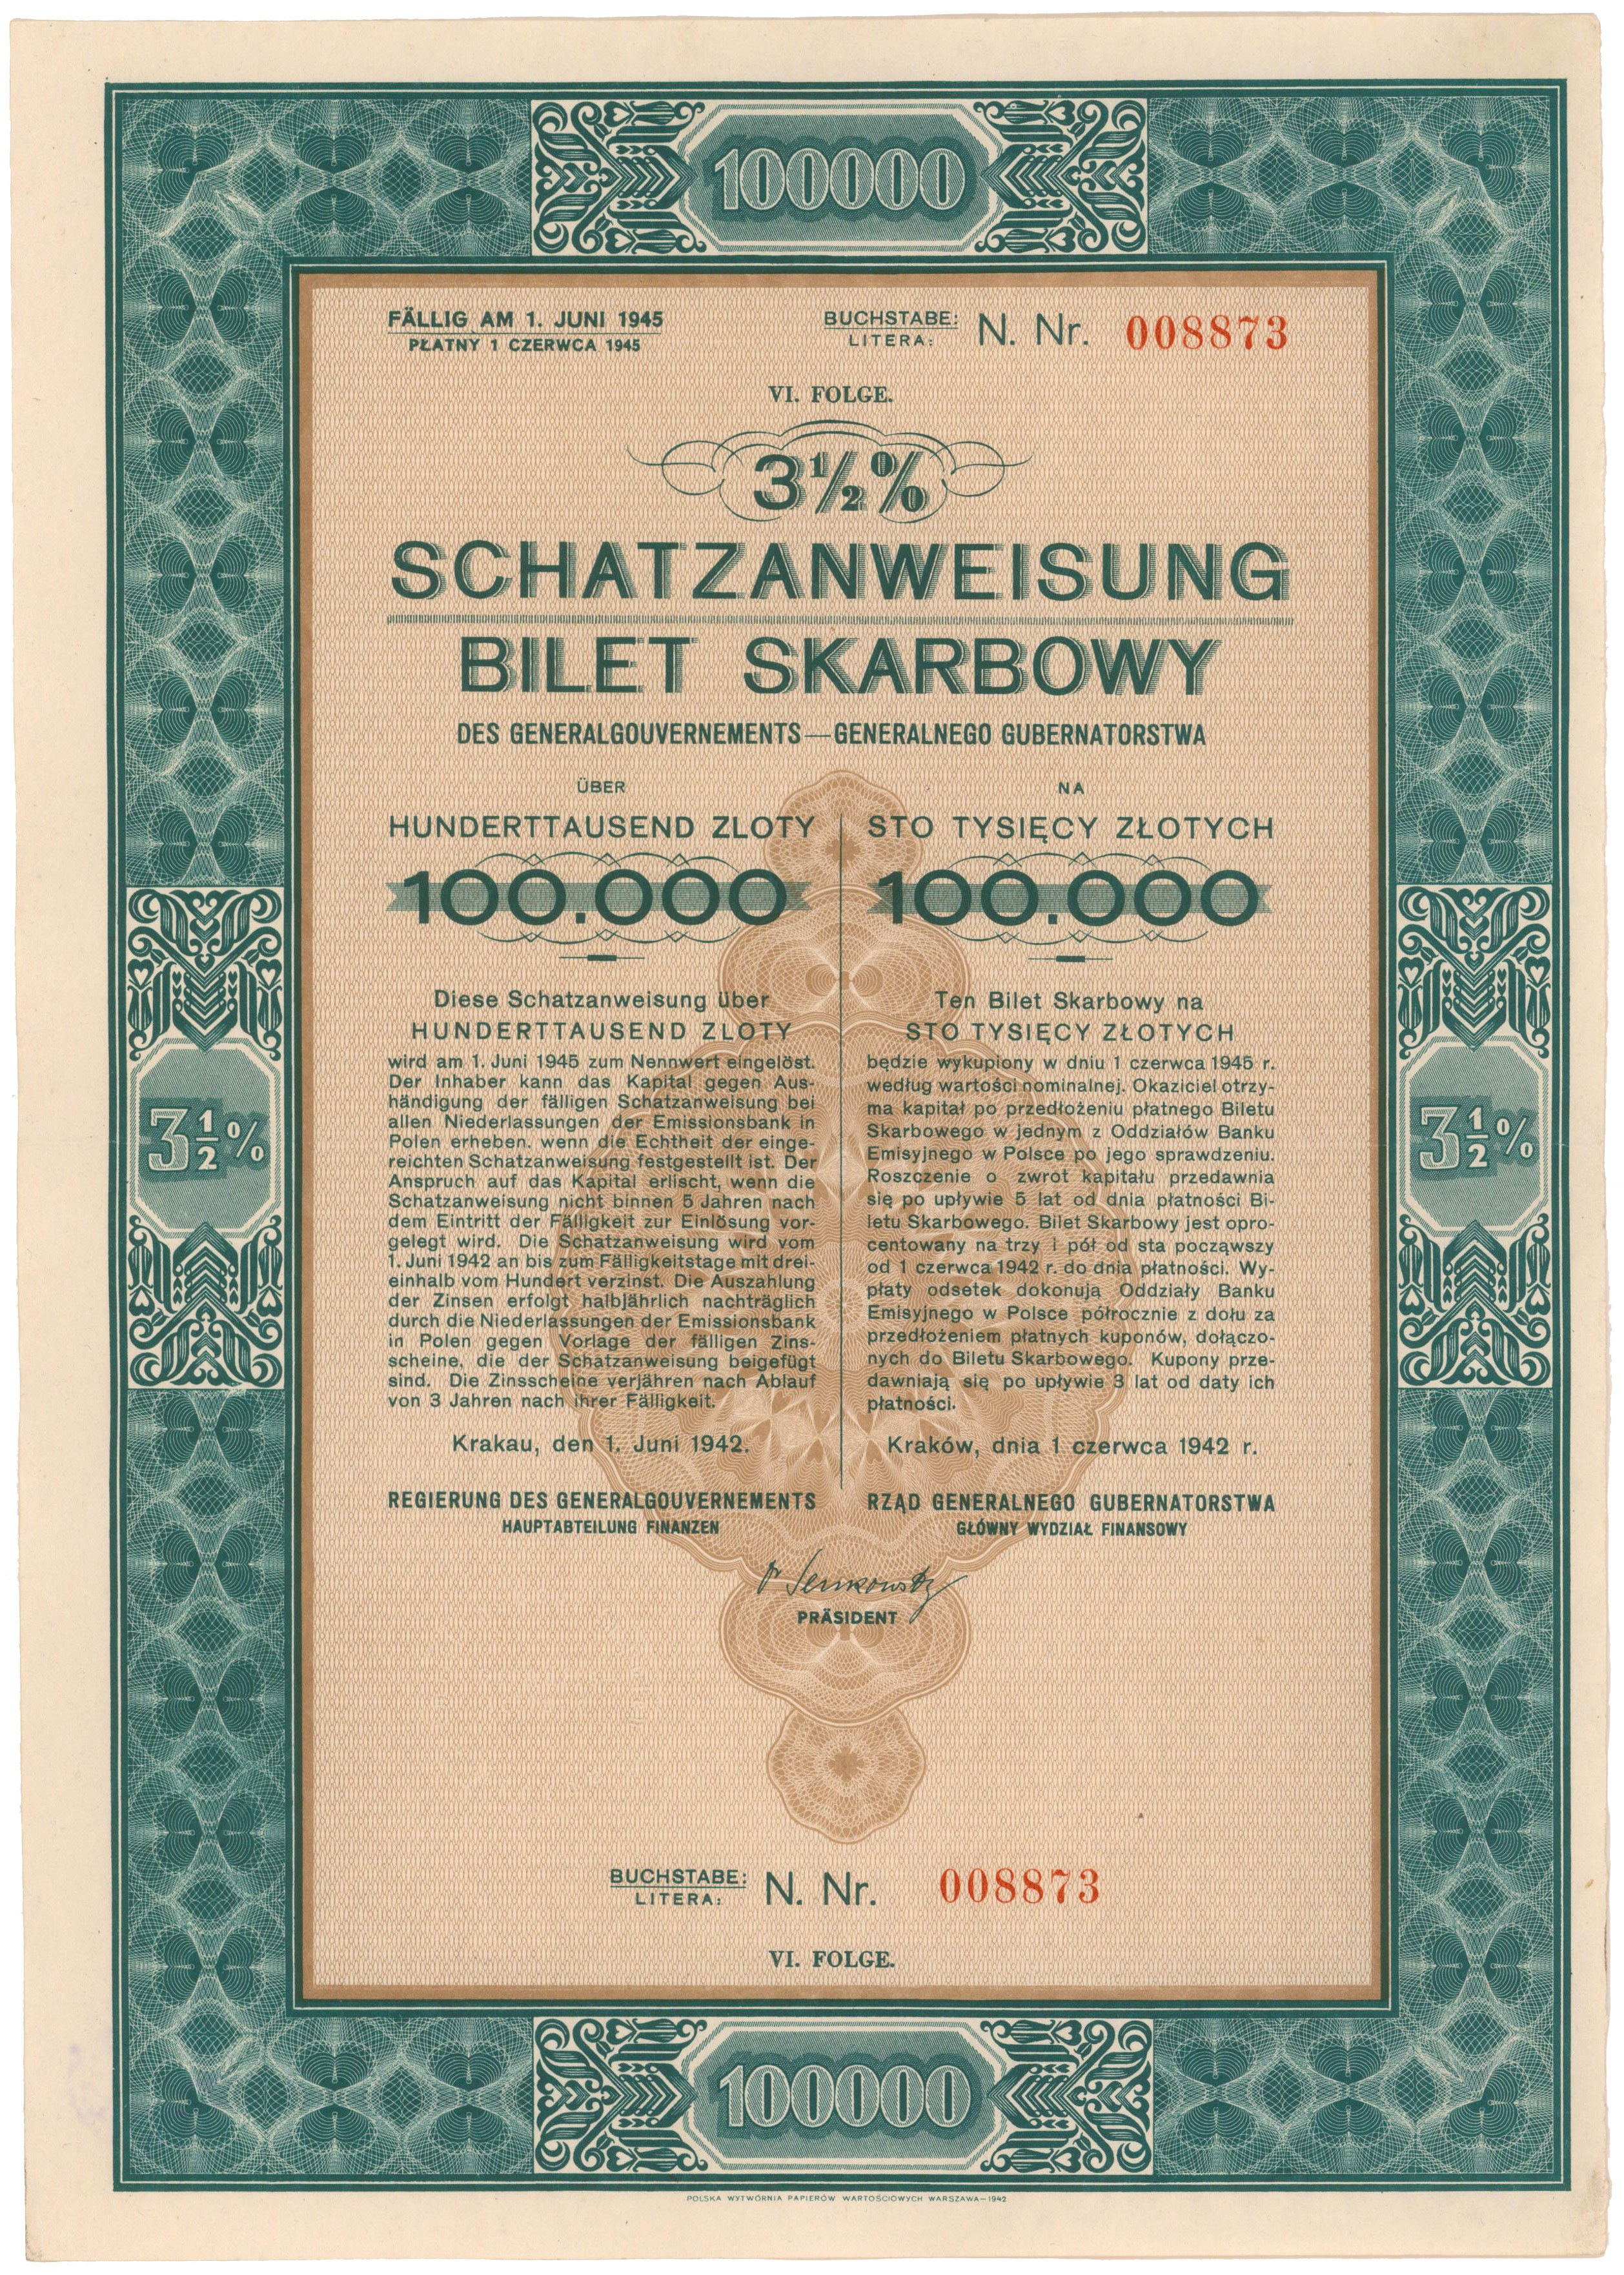 100000
FÄLLIG AM 1. JUNI 1945
PŁATNY 1 CZERWCA 1945
BUCHSTABE:
LITERA:
N. Nr. 008873
VI. FOLGE.
3½%
SCHATZANWEISUNG
BILET SKARBOWY
DES GENERALGOUVERNEMENTS—GENERALNEGO GUBERNATORSTWA
ÜBER
HUNDERTTAUSEND ZLOTY
100.000
Diese Schatzanweisung über
HUNDERTTAUSEND ZLOTY
wird am 1. Juni 1945 zum Nennwert eingelöst.
Der Inhaber kann das Kapital gegen Aus-
händigung der fälligen Schatzanweisung bei
allen Niederlassungen der Emissionsbank in
Polen erheben, wenn die Echtheit der einge-
reichten Schatzanweisung festgestellt ist. Der
Anspruch auf das Kapital erlischt, wenn die
Schatzanweisung nicht binnen 5 Jahren nach
dem Eintritt der Fälligkeit zur Einlösung vor-
gelegt wird. Die Schatzanweisung wird vom
1. Juni 1942 an bis zum Fälligkeitstage mit drei-
einhalb vom Hundert verzinst. Die Auszahlung
der Zinsen erfolgt halbjährlich nachträglich
durch die Niederlassungen der Emissionsbank
in Polen gegen Vorlage der fälligen Zins-
scheine, die der Schatzanweisung beigefügt
sind. Die Zinsscheine verjähren nach Ablauf
von 3 Jahren nach ihrer Fälligkeit.
Krakau, den 1. Juni 1942.
REGIERUNG DES GENERALGOUVERNEMENTS
HAUPTABTEILUNG FINANZEN
NA
STO TYSIĘCY ZŁOTYCH
100.000
Ten Bilet Skarbowy na
STO TYSIĘCY ZŁOTYCH
będzie wykupiony w dniu 1 czerwca 1945 r.
według wartości nominalnej. Okaziciel otrzy-
ma kapitał po przedłożeniu płatnego Biletu
Skarbowego w jednym z Oddziałów Banku
Emisyjnego w Polsce po jego sprawdzeniu.
Roszczenie o zwrot kapitału przedawnia
się po upływie 5 lat od dnia płatności Bi-
letu Skarbowego. Bilet Skarbowy jest opro-
centowany na trzy i pół od sta począwszy
od 1 czerwca 1942 r. do dnia płatności. Wy-
płaty odsetek dokonują Oddziały Banku
Emisyjnego w Polsce półrocznie z dołu za
przedłożeniem płatnych kuponów, dołączo-
nych do Biletu Skarbowego. Kupony prze-
dawniają się po upływie 3 lat od daty ich
płatności.
Kraków, dnia 1 czerwca 1942 r.
RZĄD GENERALNEGO GUBERNATORSTWA
GŁÓWNY WYDZIAŁ FINANSOWY
3½%
3½%
Dr Senkowsky
PRÄSIDENT
BUCHSTABE:
LITERA:
N. Nr. 008873
VI. FOLGE.
100000
POLSKA WYTWÓRNIA PAPIERÓW WARTOŚCIOWYCH WARSZAWA—1942